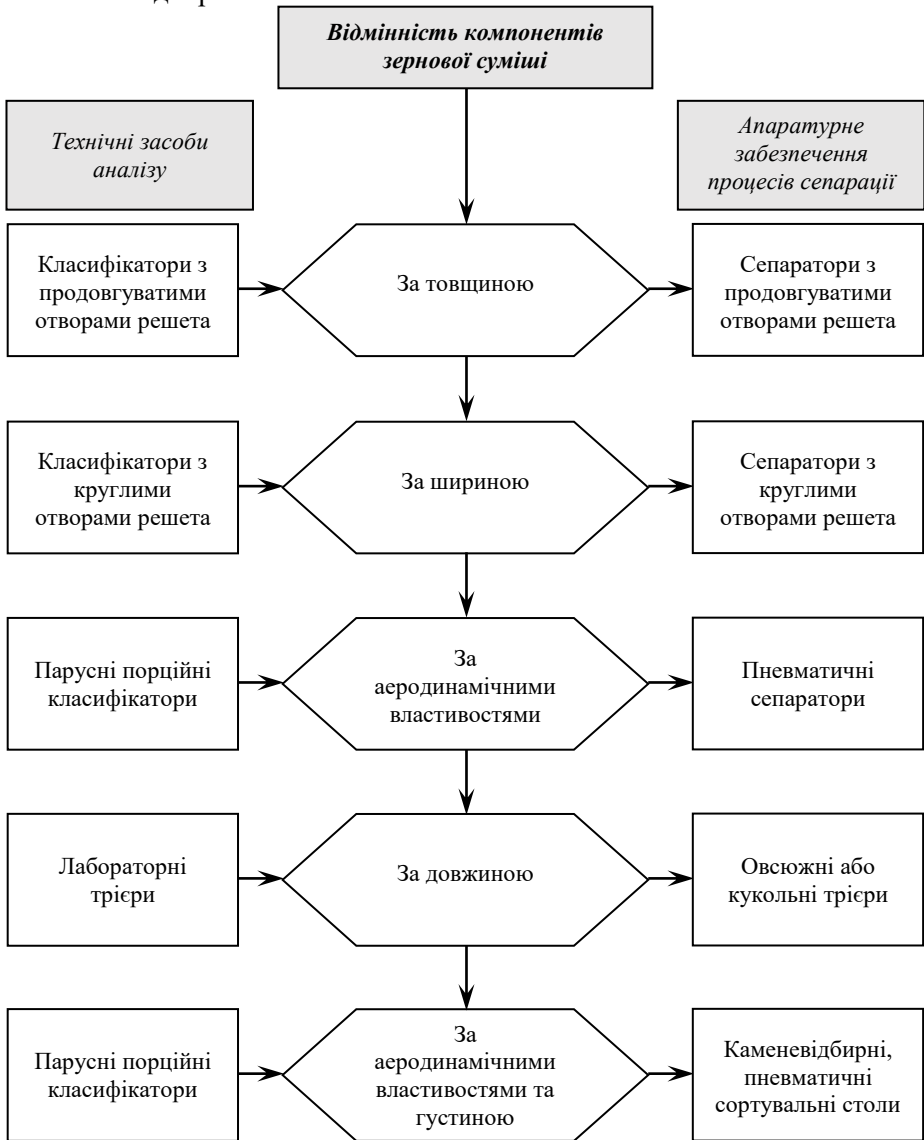 Відмінність компонентів
зернової суміші
Технічні засоби
аналізу
Апаратурне
забезпечення
процесів сепарації
Класифікатори з
продовгуватими
отворами решета
За товщиною
Сепаратори з
продовгуватими
отворами решета
Класифікатори з
круглими
отворами решета
За шириною
Сепаратори з
круглими
отворами решета
Парусні порційні
класифікатори
За
аеродинамічними
властивостями
Пневматичні
сепаратори
Лабораторні
трієри
За довжиною
Овсюжні або
кукольні трієри
Парусні порційні
класифікатори
За
аеродинамічними
властивостями та
густиною
Каменевідбирні,
пневматичні
сортувальні столи